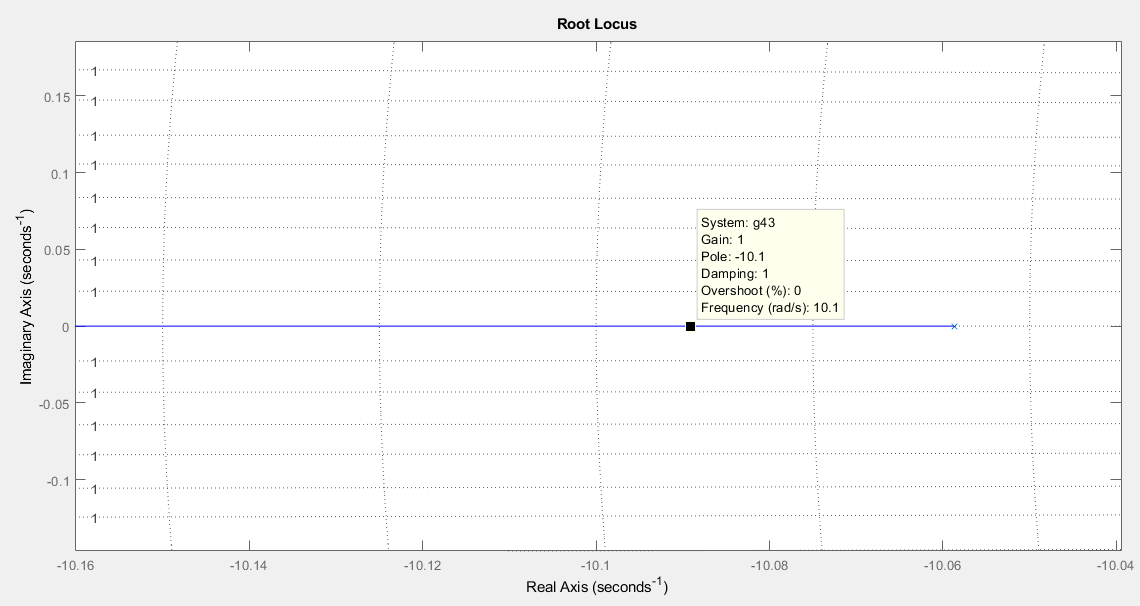 Root Locus
Imaginary Axis (seconds⁻¹)
0.15
0.1
0.05
0
-0.05
-0.1
1
1
1
1
1
1
1
1
1
1
1
1
1
System: g43
Gain: 1
Pole: -10.1
Damping: 1
Overshoot (%): 0
Frequency (rad/s): 10.1
-10.16 -10.14 -10.12 -10.1 -10.08 -10.06 -10.04
Real Axis (seconds⁻¹)